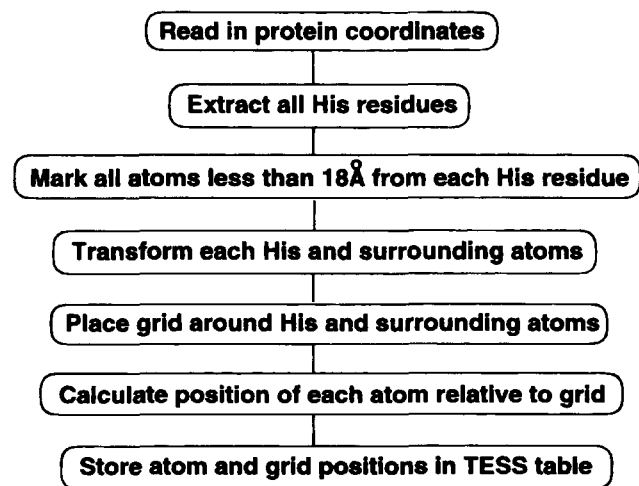 Read in protein coordinates
Extract all His residues
Mark all atoms less than 18Å from each His residue
Transform each His and surrounding atoms
Place grid around His and surrounding atoms
Calculate position of each atom relative to grid
Store atom and grid positions in TESS table